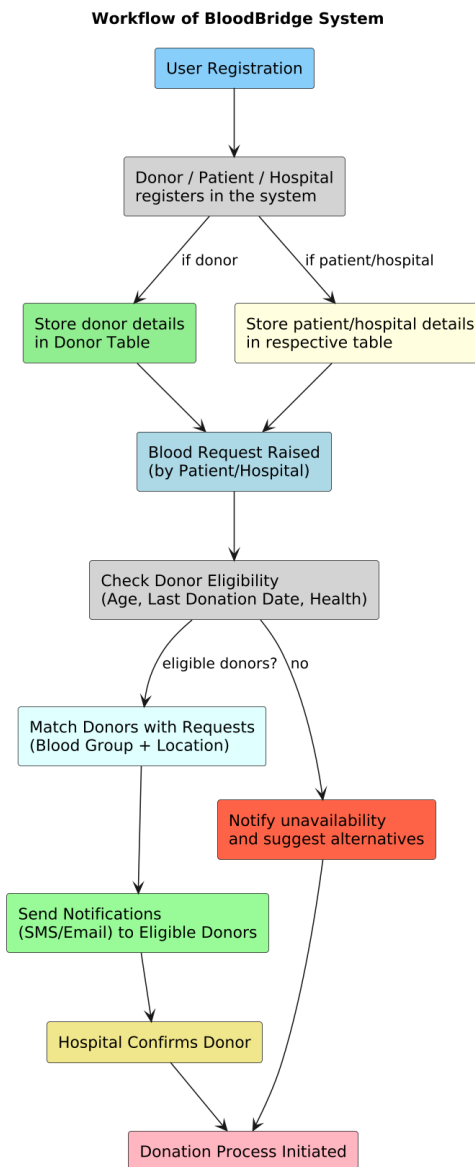 Workflow of BloodBridge System
User Registration
Donor / Patient / Hospital
registers in the system
if donor
if patient/hospital
Store donor details
in Donor Table
Store patient/hospital details
in respective table
Blood Request Raised
(by Patient/Hospital)
Check Donor Eligibility
(Age, Last Donation Date, Health)
eligible donors?
no
Match Donors with Requests
(Blood Group + Location)
Notify unavailability
and suggest alternatives
Send Notifications
(SMS/Email) to Eligible Donors
Hospital Confirms Donor
Donation Process Initiated